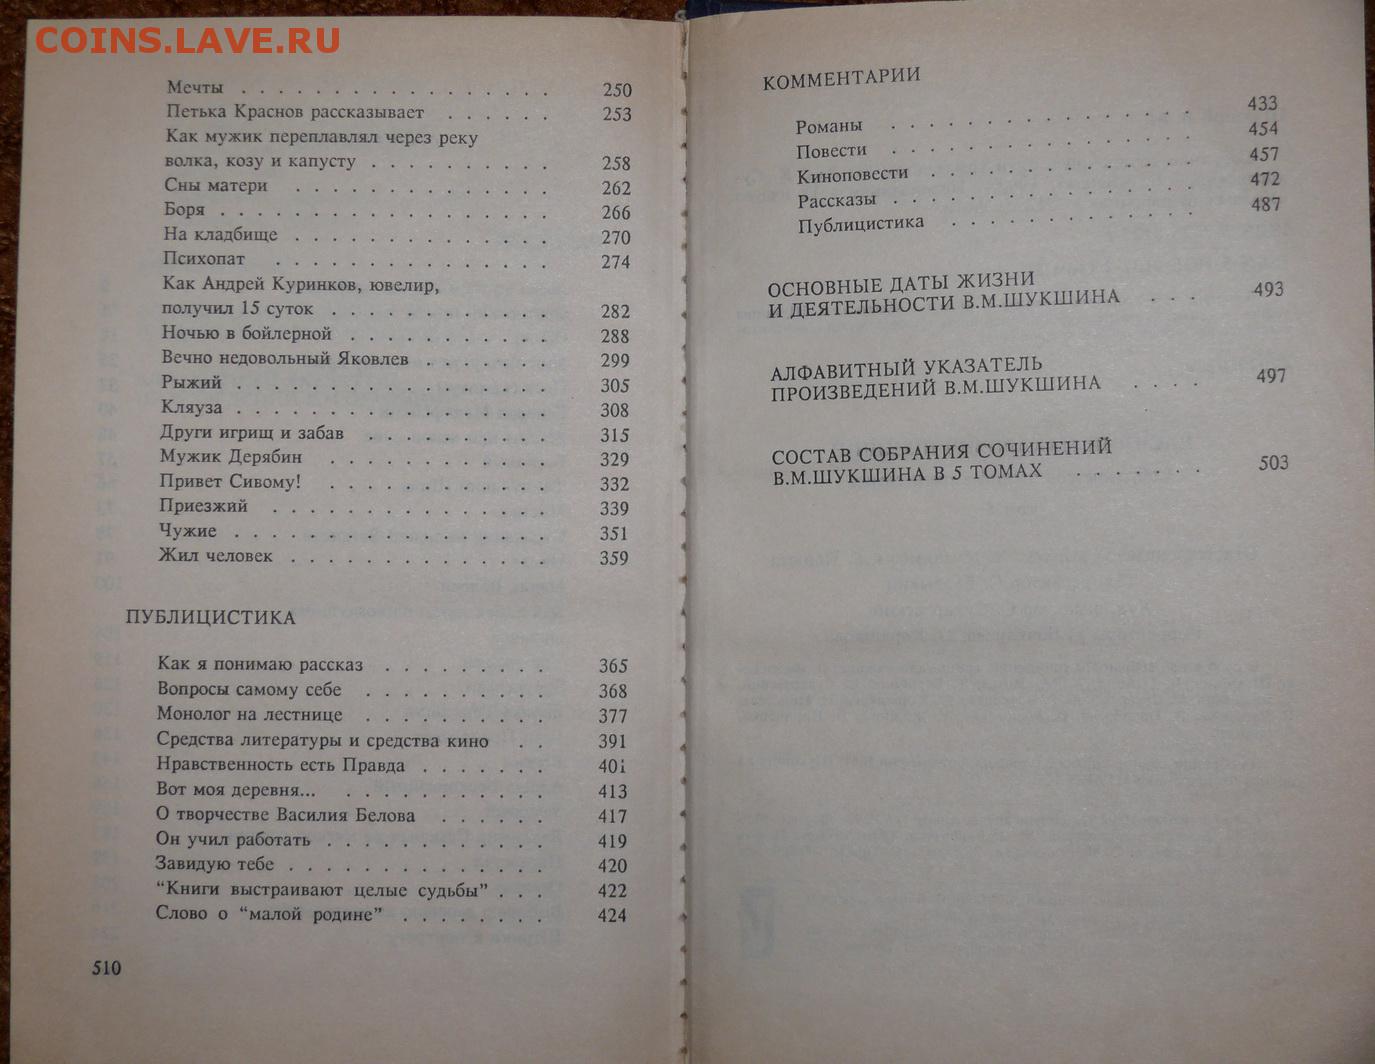 COINS.LAVE.RU
Мечты . . . . . . . . . . . . . . . . . 250
Петька Краснов рассказывает . . . . . . 253
Как мужик переплавлял через реку
волка, козу и капусту . . . . . . . . . . 258
Сны матери . . . . . . . . . . . . . . 262
Боря . . . . . . . . . . . . . . . . . . 266
На кладбище . . . . . . . . . . . . . . 270
Психопат . . . . . . . . . . . . . . . 274
Как Андрей Куринков, ювелир,
получил 15 суток . . . . . . . . . . . . 282
Ночью в бойлерной . . . . . . . . . . . 288
Вечно недовольный Яковлев . . . . . . . 299
Рыжий . . . . . . . . . . . . . . . . . 305
Кляуза . . . . . . . . . . . . . . . . . 308
Други игрищ и забав . . . . . . . . . . 315
Мужик Дерябин . . . . . . . . . . . . 329
Привет Сивому! . . . . . . . . . . . . 332
Приезжий . . . . . . . . . . . . . . . 339
Чужие . . . . . . . . . . . . . . . . . 351
Жил человек . . . . . . . . . . . . . . 359
ПУБЛИЦИСТИКА
Как я понимаю рассказ . . . . . . . . . 365
Вопросы самому себе . . . . . . . . . . 368
Монолог на лестнице . . . . . . . . . . 377
Средства литературы и средства кино . . 391
Нравственность есть Правда . . . . . . . 401
Вот моя деревня... . . . . . . . . . . . 413
О творчестве Василия Белова . . . . . . 417
Он учил работать . . . . . . . . . . . . 419
Завидую тебе . . . . . . . . . . . . . . 420
“Книги выстраивают целые судьбы” . . . 422
Слово о “малой родине” . . . . . . . . 424
510
КОММЕНТАРИИ
Романы . . . . . . . . . . . . . . . . 433
Повести . . . . . . . . . . . . . . . . 454
Киноповести . . . . . . . . . . . . . . 457
Рассказы . . . . . . . . . . . . . . . . 472
Публицистика . . . . . . . . . . . . . 487
ОСНОВНЫЕ ДАТЫ ЖИЗНИ
И ДЕЯТЕЛЬНОСТИ В.М.ШУКШИНА . . . 493
АЛФАВИТНЫЙ УКАЗАТЕЛЬ
ПРОИЗВЕДЕНИЙ В.М.ШУКШИНА . . . . 497
СОСТАВ СОБРАНИЯ СОЧИНЕНИЙ
В.М.ШУКШИНА В 5 ТОМАХ . . . . . . . 503